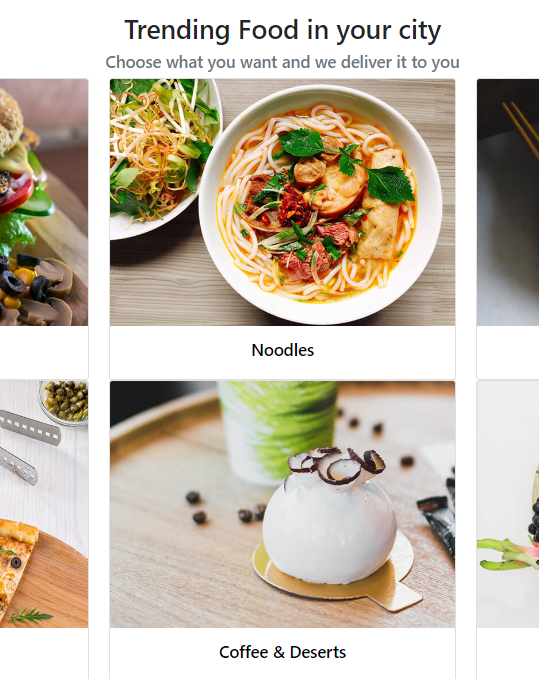 Trending Food in your city
Choose what you want and we deliver it to you
Noodles
Coffee & Deserts